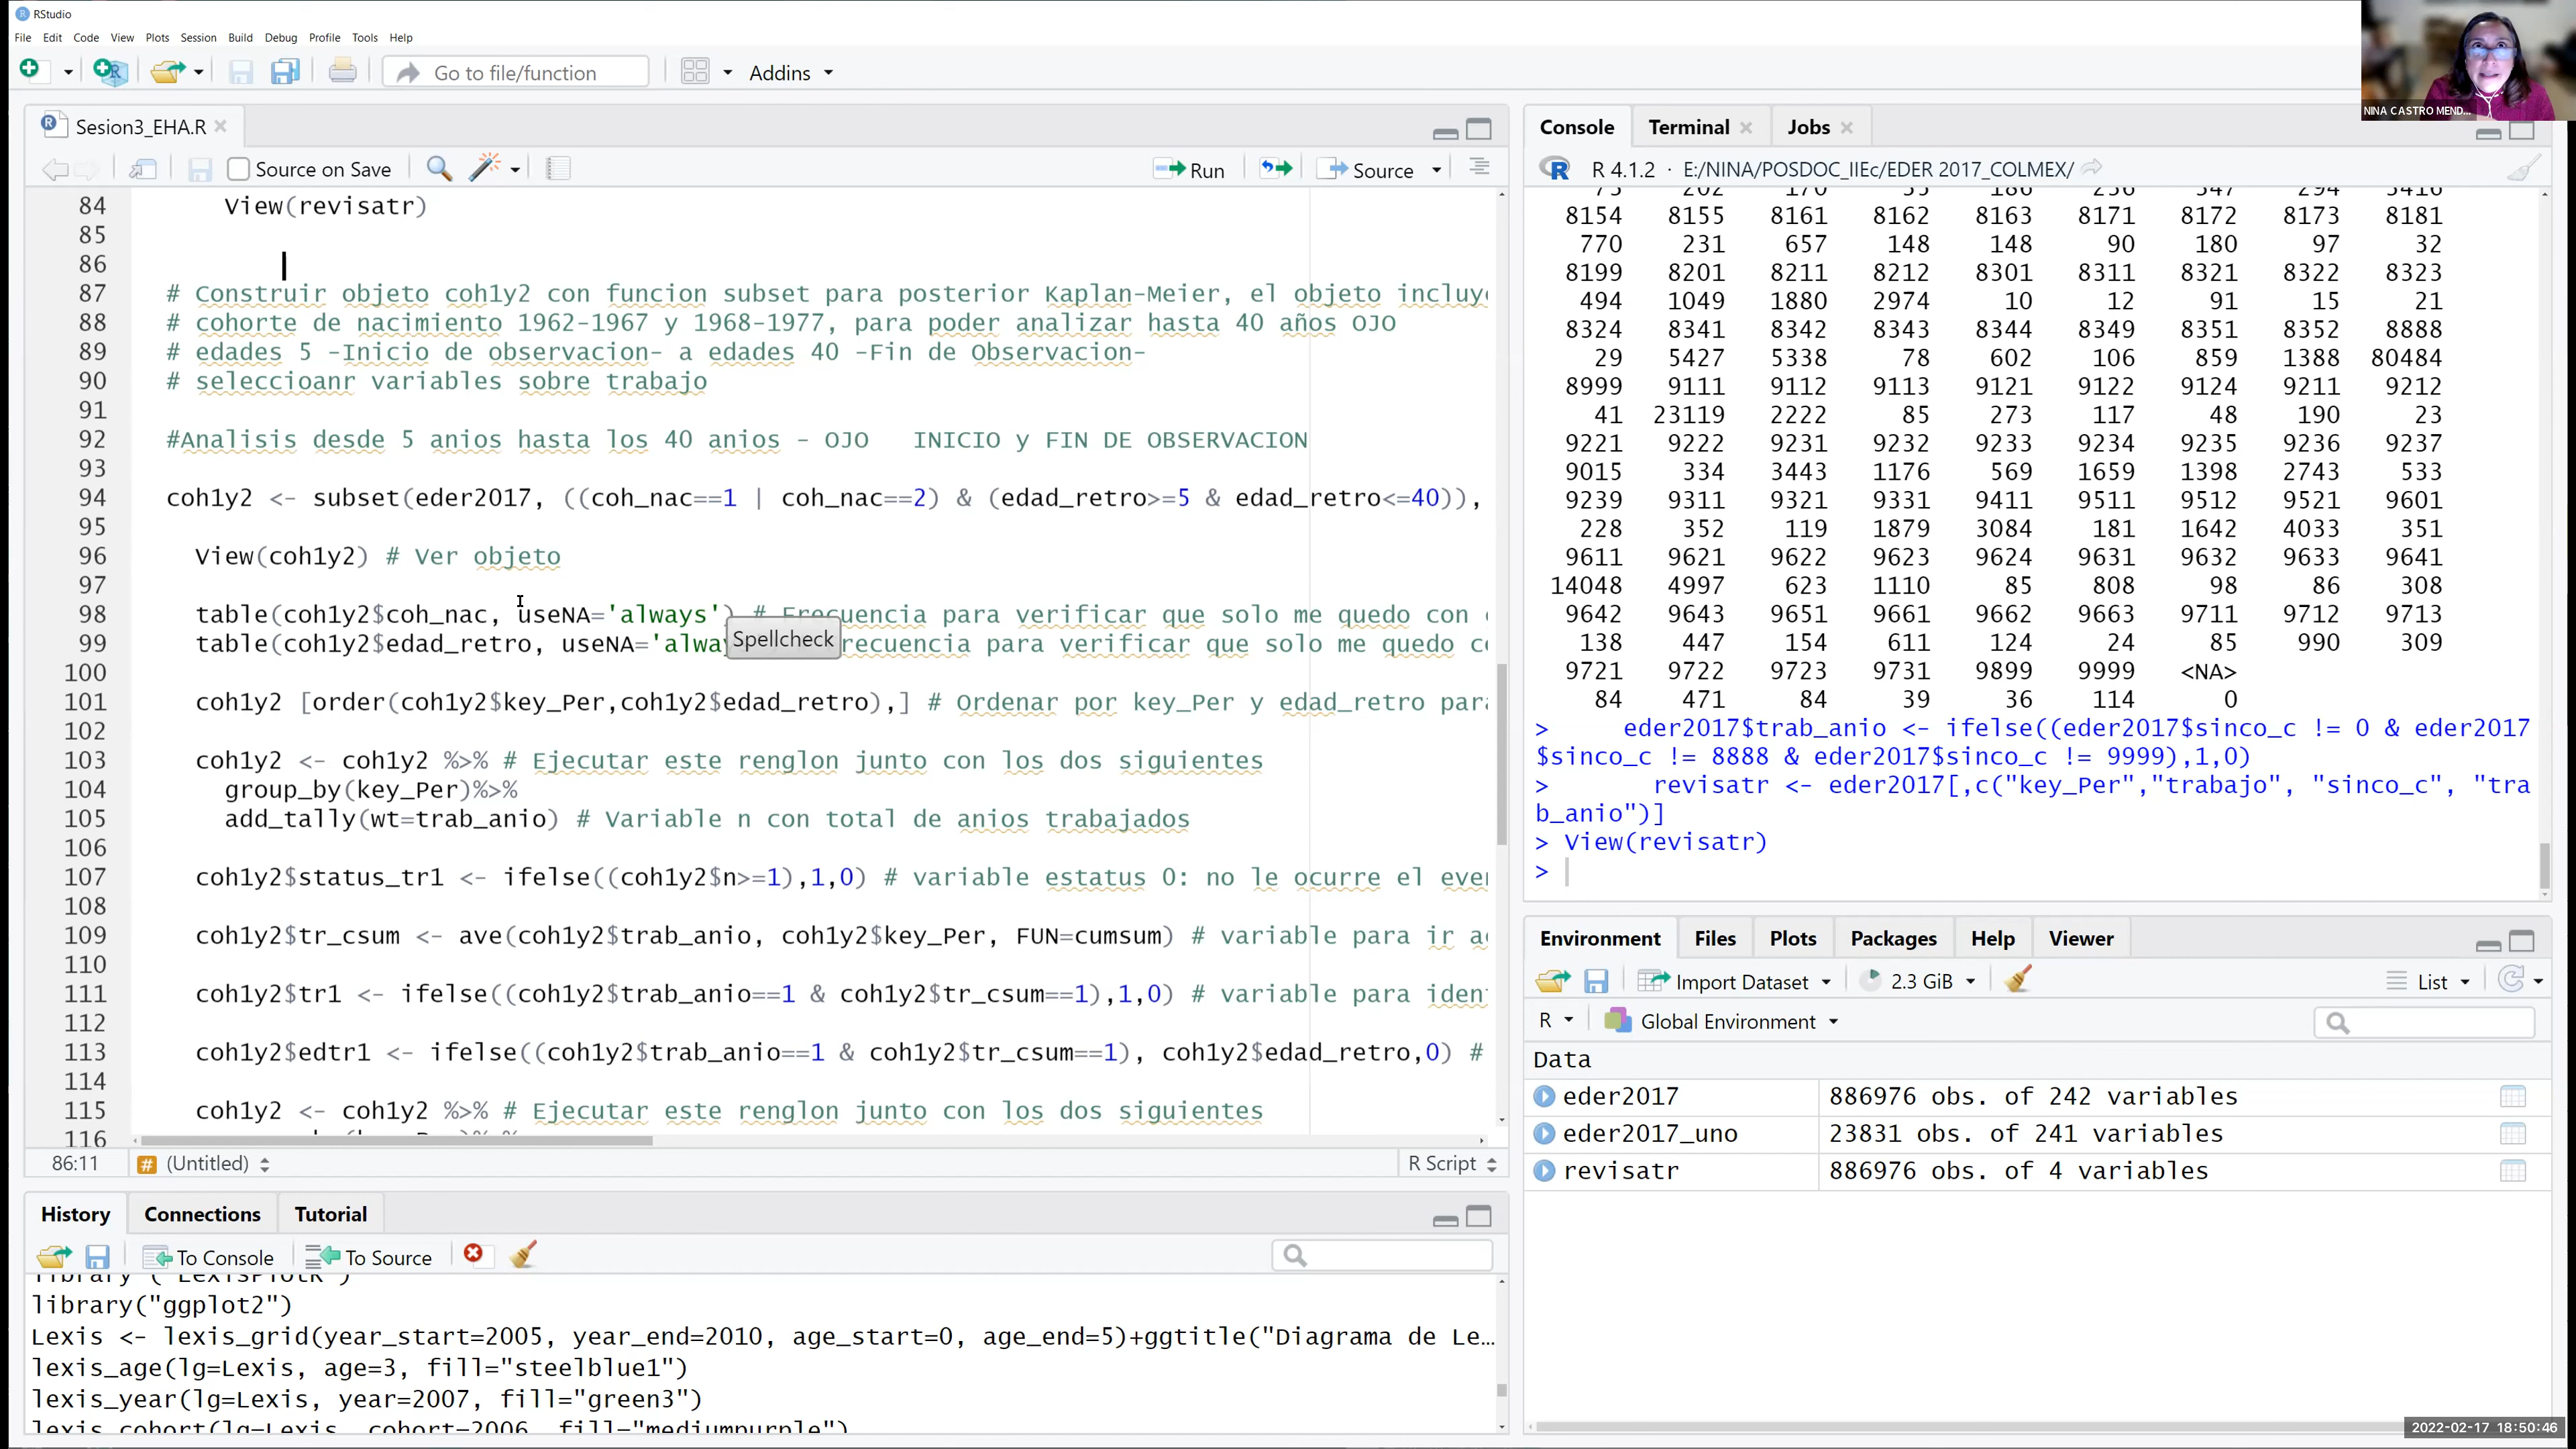 RStudio
File Edit Code View Plots Session Build Debug Profile Tools Help
Go to file/function Addins
NINA CASTRO MEND...
Sesion3_EHA.R
Source on Save Run Source
84 View(revisatr)
85
86
87 # Construir objeto coh1y2 con funcion subset para posterior Kaplan-Meier, el objeto incluy
88 # cohorte de nacimiento 1962-1967 y 1968-1977, para poder analizar hasta 40 años OJO
89 # edades 5 -Inicio de observacion- a edades 40 -Fin de Observacion-
90 # seleccioanr variables sobre trabajo
91
92 #Analisis desde 5 anios hasta los 40 anios - OJO INICIO y FIN DE OBSERVACION
93
94 coh1y2 <- subset(eder2017, ((coh_nac==1 | coh_nac==2) & (edad_retro>=5 & edad_retro<=40)),
95
96 View(coh1y2) # Ver objeto
97
98 table(coh1y2$coh_nac, useNA='always') # Frecuencia para verificar que solo me quedo con
99 table(coh1y2$edad_retro, useNA='alwa recuencia para verificar que solo me quedo c
Spellcheck
100
101 coh1y2 [order(coh1y2$key_Per,coh1y2$edad_retro),] # Ordenar por key_Per y edad_retro par
102
103 coh1y2 <- coh1y2 %>% # Ejecutar este renglon junto con los dos siguientes
104 group_by(key_Per)%>%
105 add_tally(wt=trab_anio) # Variable n con total de anios trabajados
106
107 coh1y2$status_tr1 <- ifelse((coh1y2$n>=1),1,0) # variable estatus 0: no le ocurre el eve
108
109 coh1y2$tr_csum <- ave(coh1y2$trab_anio, coh1y2$key_Per, FUN=cumsum) # variable para ir a
110
111 coh1y2$tr1 <- ifelse((coh1y2$trab_anio==1 & coh1y2$tr_csum==1),1,0) # variable para iden
112
113 coh1y2$edtr1 <- ifelse((coh1y2$trab_anio==1 & coh1y2$tr_csum==1), coh1y2$edad_retro,0) #
114
115 coh1y2 <- coh1y2 %>% # Ejecutar este renglon junto con los dos siguientes
116
86:11 (Untitled) R Script
History Connections Tutorial
To Console To Source
library("ggplot2")
Lexis <- lexis_grid(year_start=2005, year_end=2010, age_start=0, age_end=5)+ggtitle("Diagrama de Le...
lexis_age(lg=Lexis, age=3, fill="steelblue1")
lexis_year(lg=Lexis, year=2007, fill="green3")
lexis_cohort(lg=Lexis, cohort=2006, fill="mediumpurple")
Console Terminal Jobs
R 4.1.2 · E:/NINA/POSDOC_IIEc/EDER 2017_COLMEX/
73 202 170 55 186 236 347 294 3416
8154 8155 8161 8162 8163 8171 8172 8173 8181
770 231 657 148 148 90 180 97 32
8199 8201 8211 8212 8301 8311 8321 8322 8323
494 1049 1880 2974 10 12 91 15 21
8324 8341 8342 8343 8344 8349 8351 8352 8888
29 5427 5338 78 602 106 859 1388 80484
8999 9111 9112 9113 9121 9122 9124 9211 9212
41 23119 2222 85 273 117 48 190 23
9221 9222 9231 9232 9233 9234 9235 9236 9237
9015 334 3443 1176 569 1659 1398 2743 533
9239 9311 9321 9331 9411 9511 9512 9521 9601
228 352 119 1879 3084 181 1642 4033 351
9611 9621 9622 9623 9624 9631 9632 9633 9641
14048 4997 623 1110 85 808 98 86 308
9642 9643 9651 9661 9662 9663 9711 9712 9713
138 447 154 611 124 24 85 990 309
9721 9722 9723 9731 9899 9999 <NA>
84 471 84 39 36 114 0
> eder2017$trab_anio <- ifelse((eder2017$sinco_c != 0 & eder2017
$sinco_c != 8888 & eder2017$sinco_c != 9999),1,0)
> revisatr <- eder2017[,c("key_Per","trabajo", "sinco_c", "tra
b_anio")]
> View(revisatr)
>
Environment Files Plots Packages Help Viewer
Import Dataset 2.3 GiB List
R Global Environment
Data
eder2017 886976 obs. of 242 variables
eder2017_uno 23831 obs. of 241 variables
revisatr 886976 obs. of 4 variables
2022-02-17 18:50:46